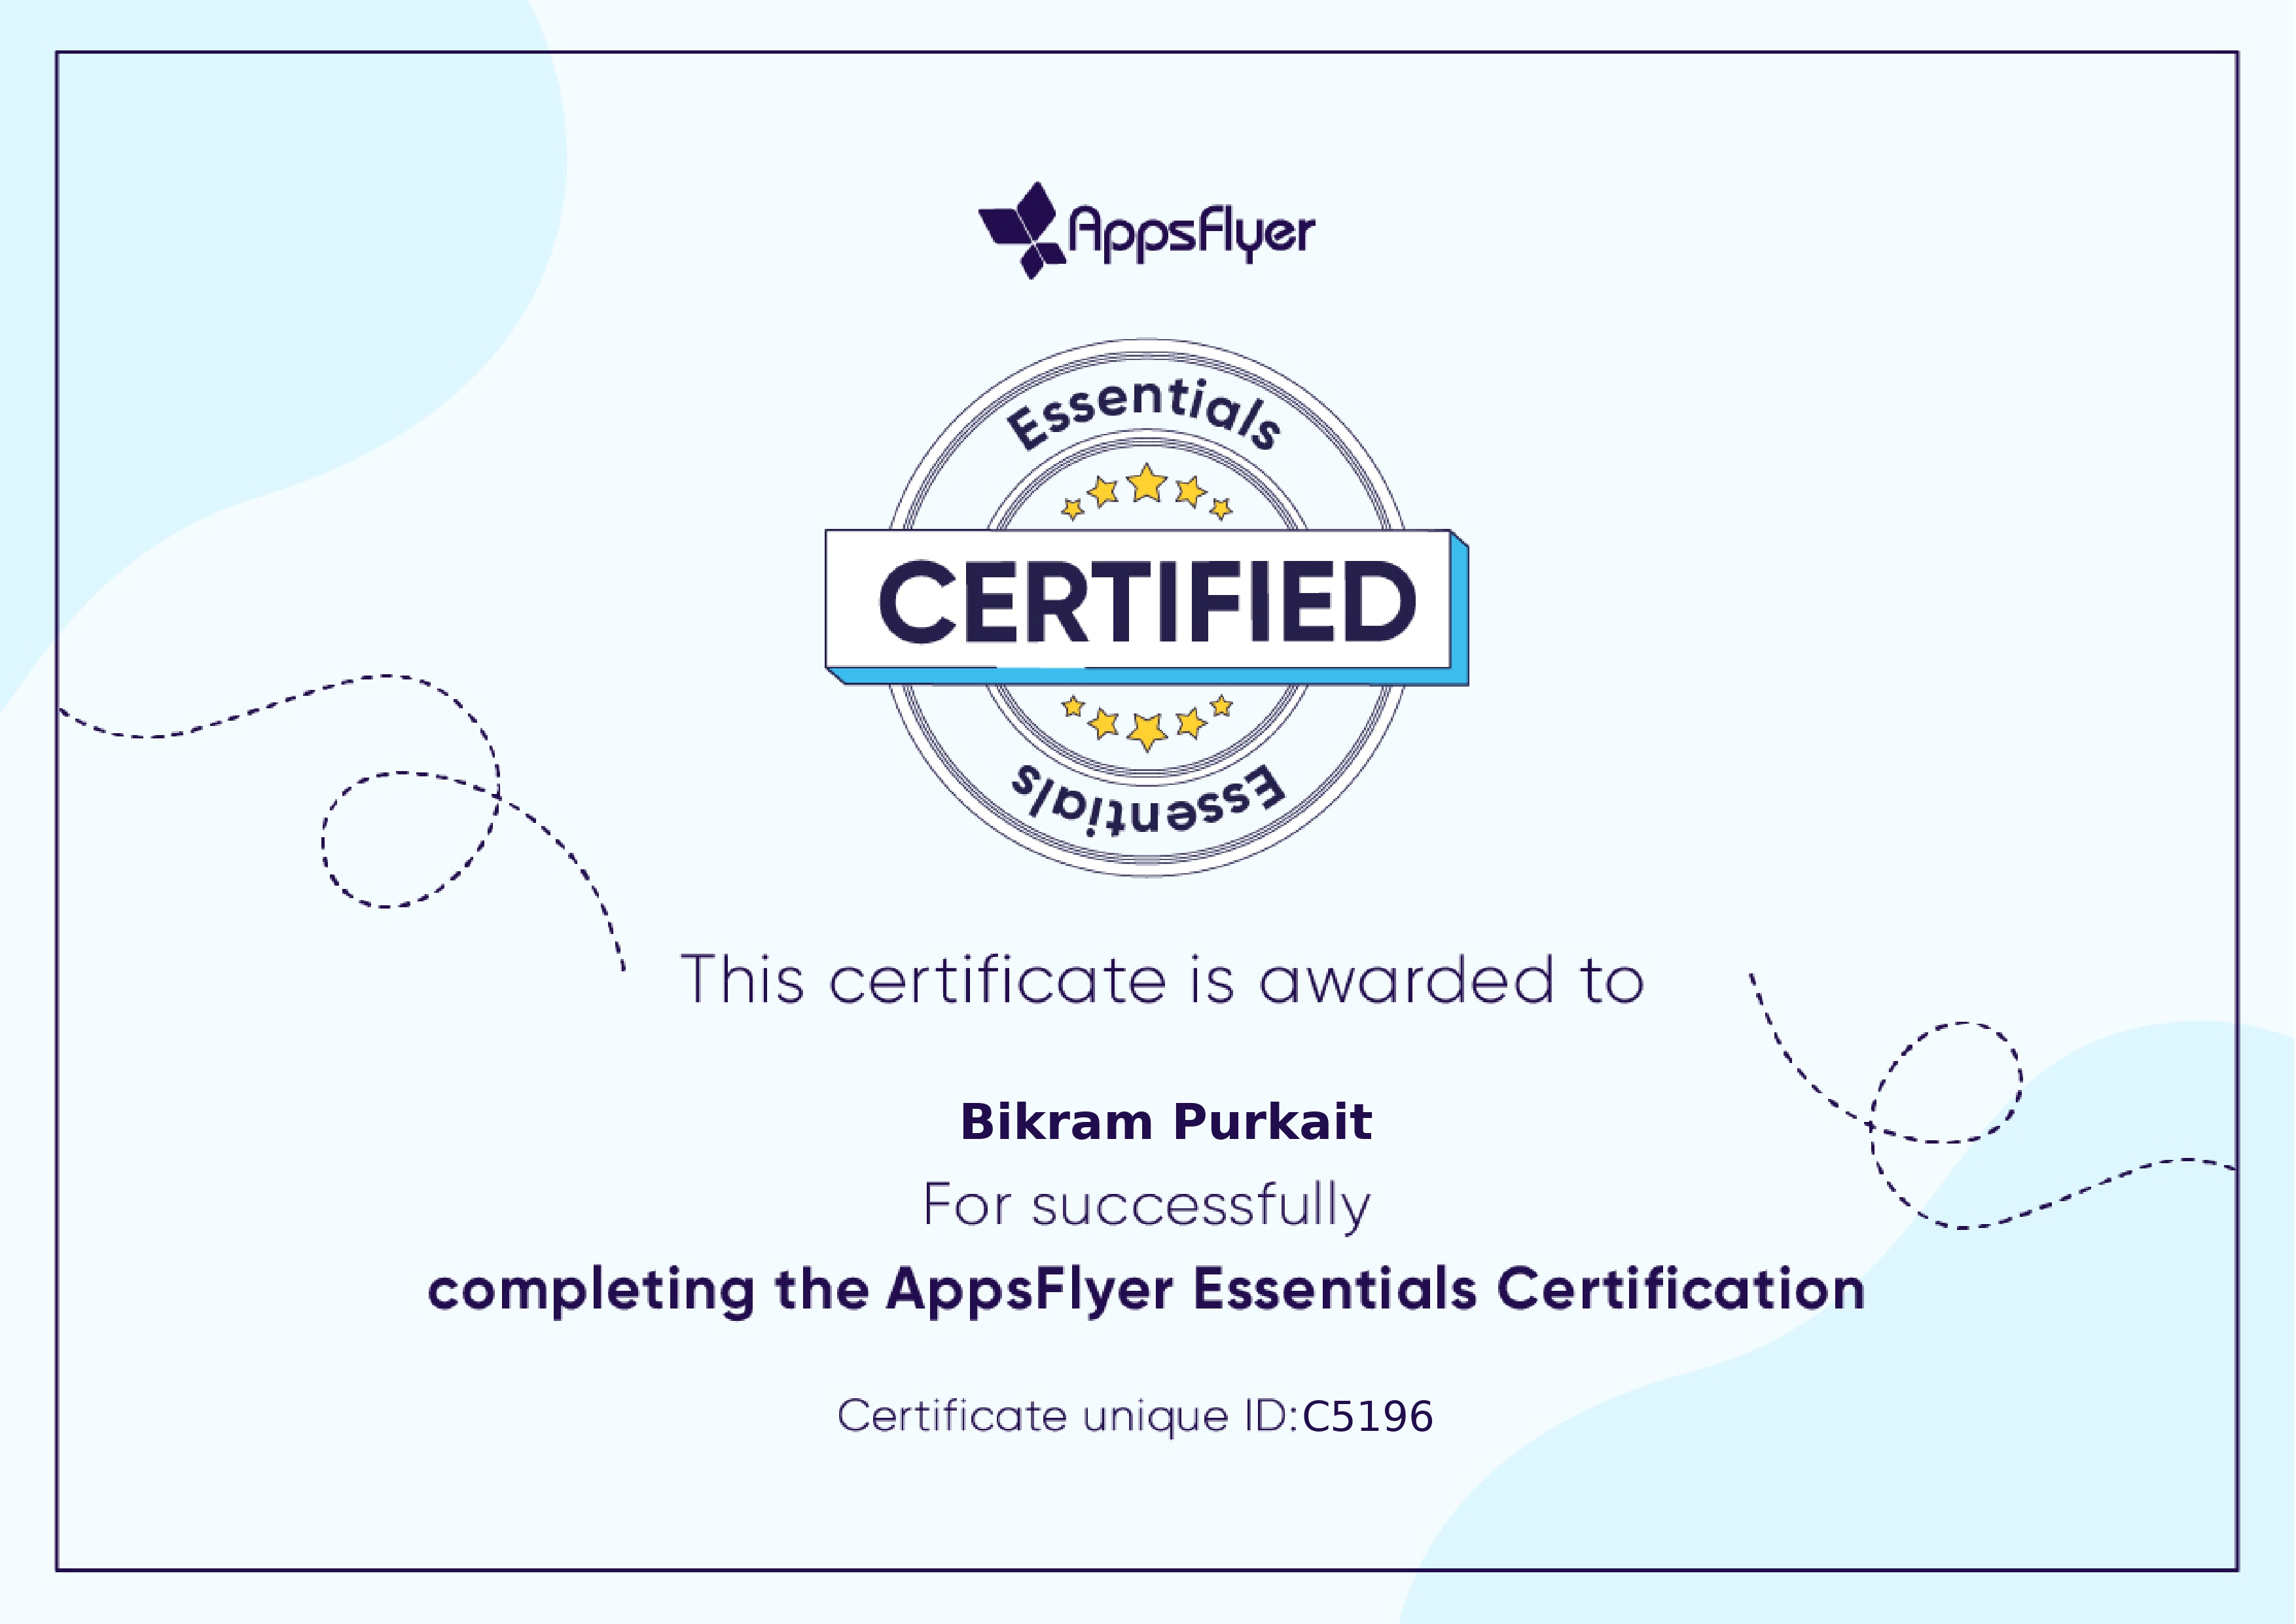 AppsFlyer
Essentials
CERTIFIED
Essentials
This certificate is awarded to
Bikram Purkait
For successfully
completing the AppsFlyer Essentials Certification
Certificate unique ID:C5196